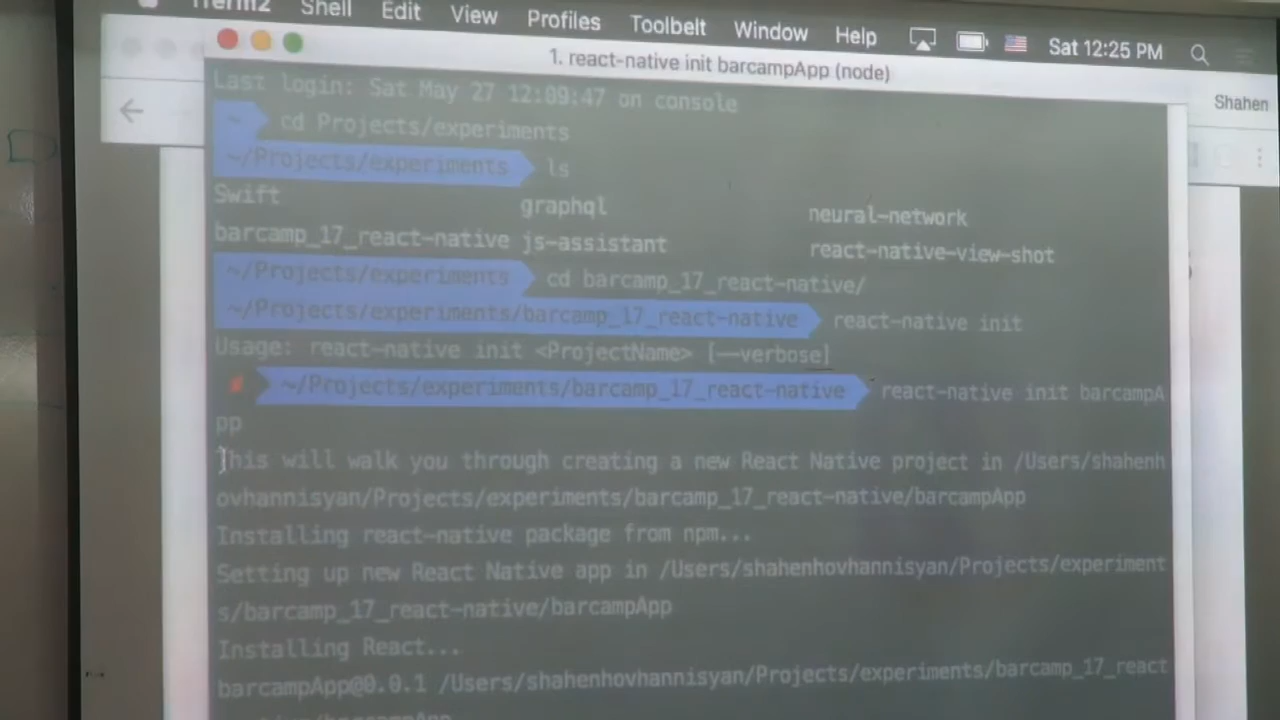 iTerm2 Shell Edit View Profiles Toolbelt Window Help Sat 12:25 PM
1. react-native init barcampApp (node)
Shahen
Last login: Sat May 27 12:09:47 on console
~ cd Projects/experiments
~/Projects/experiments ls
Swift graphql neural-network
barcamp_17_react-native js-assistant react-native-view-shot
~/Projects/experiments cd barcamp_17_react-native/
~/Projects/experiments/barcamp_17_react-native react-native init
Usage: react-native init <ProjectName> [--verbose]
~/Projects/experiments/barcamp_17_react-native react-native init barcampA
pp
This will walk you through creating a new React Native project in /Users/shahenh
ovhannisyan/Projects/experiments/barcamp_17_react-native/barcampApp
Installing react-native package from npm...
Setting up new React Native app in /Users/shahenhovhannisyan/Projects/experiment
s/barcamp_17_react-native/barcampApp
Installing React...
barcampApp@0.0.1 /Users/shahenhovhannisyan/Projects/experiments/barcamp_17_react